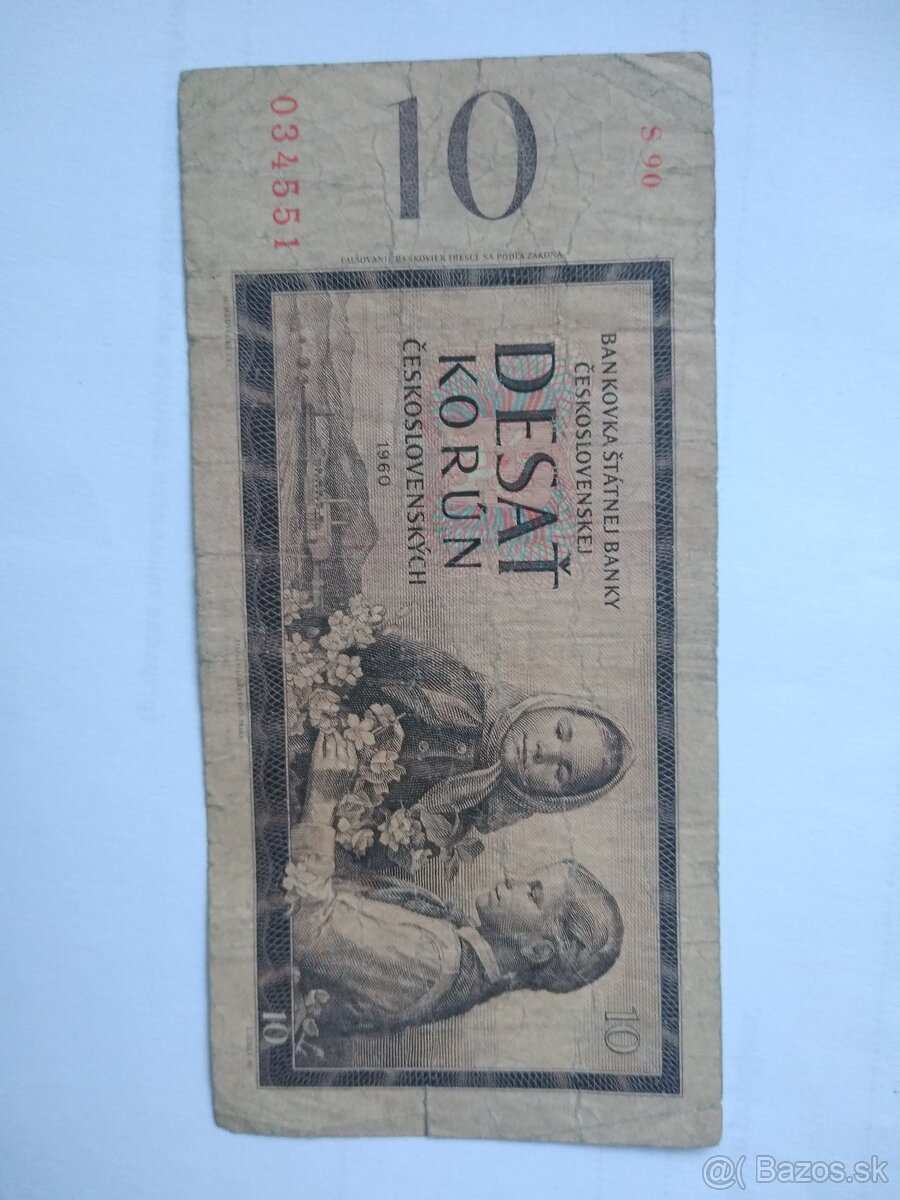 S 90
10
034551
FALŠOVANIE BANKOVIEK TRESCE SA PODĽA ZÁKONA
BANKOVKA ŠTÁTNEJ BANKY
ČESKOSLOVENSKEJ
DESAŤ
KORÚN
ČESKOSLOVENSKÝCH
1960
10
10
@( Bazos.sk